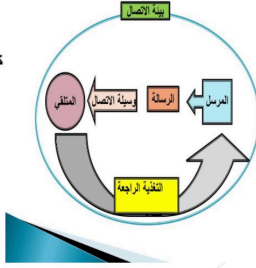 بيئة الاتصال
المرسل
الرسالة
وسيلة الاتصال
المتلقي
التغذية الراجعة